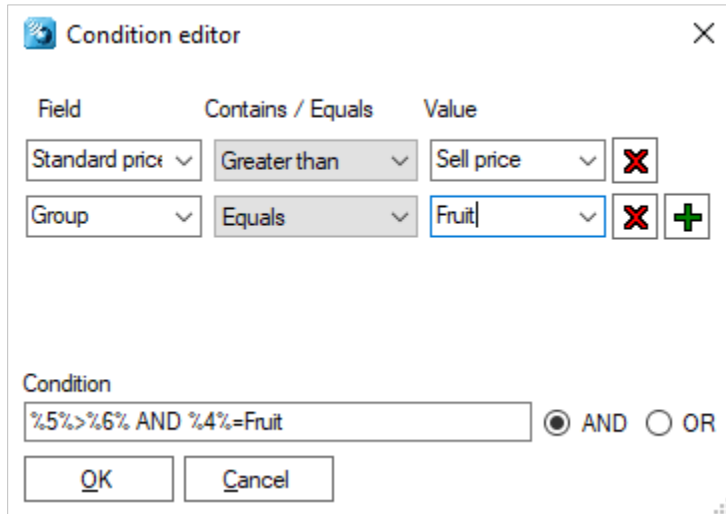 Condition editor
Field Contains / Equals Value
Standard price Greater than Sell price
Group Equals Fruit
Condition
%5%>%6% AND %4%=Fruit AND OR
OK Cancel